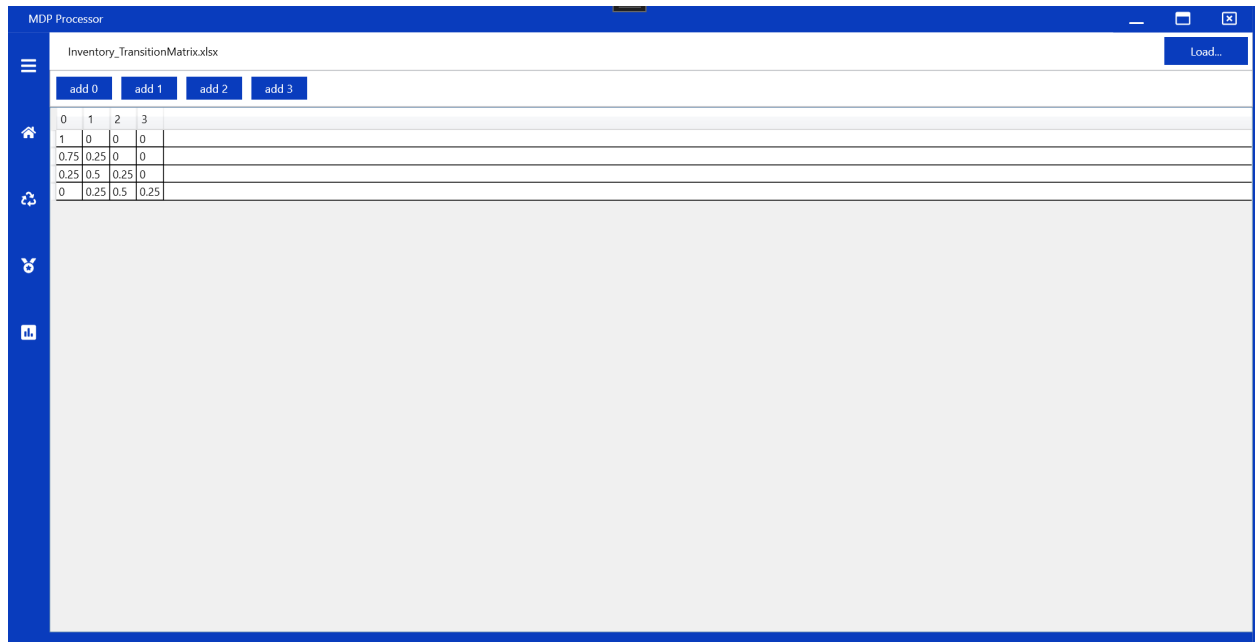 MDP Processor
Inventory_TransitionMatrix.xlsx Load...
add 0 add 1 add 2 add 3
0 1 2 3
1 0 0 0
0.75 0.25 0 0
0.25 0.5 0.25 0
0 0.25 0.5 0.25